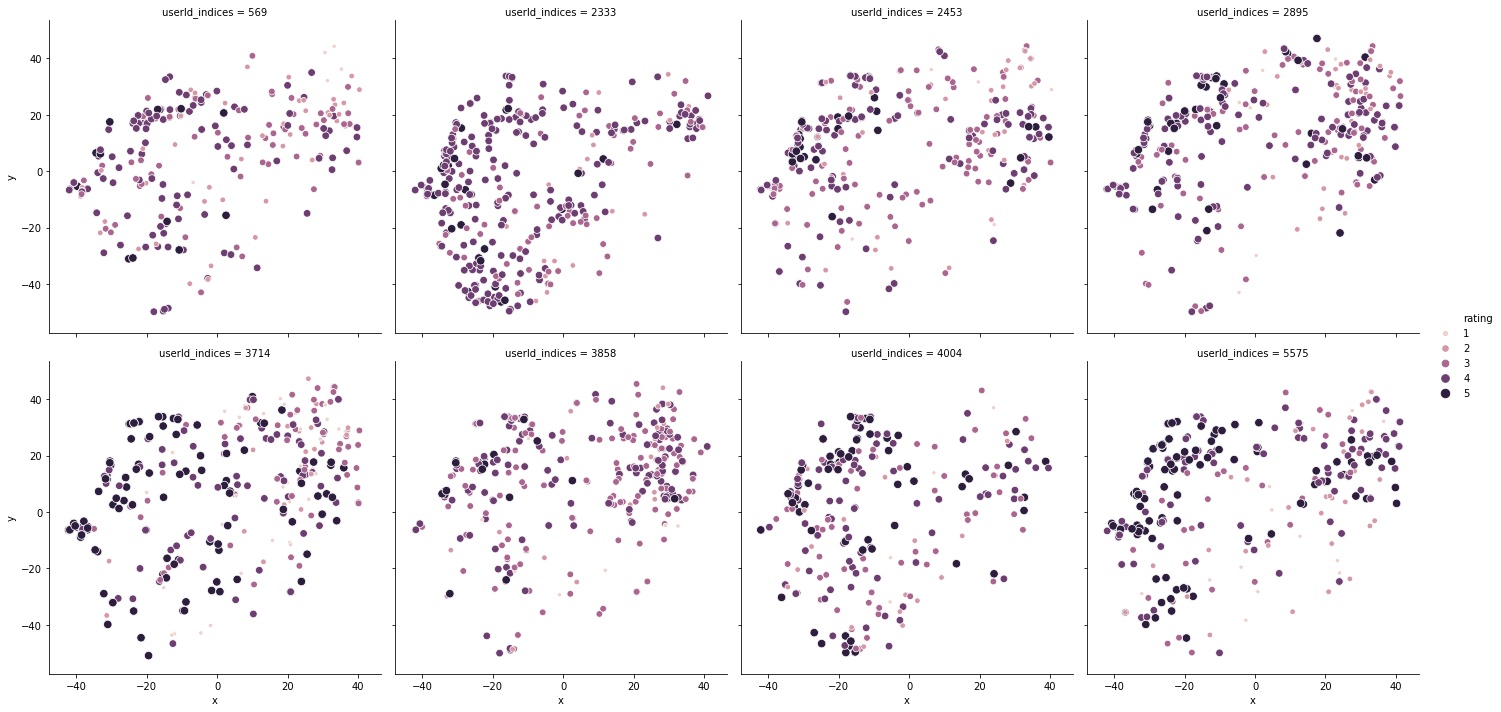 userId_indices = 569
userId_indices = 2333
userId_indices = 2453
userId_indices = 2895
40
20
0
−20
−40
y
rating
1
2
3
4
5
userId_indices = 3714
userId_indices = 3858
userId_indices = 4004
userId_indices = 5575
40
20
0
−20
−40
y
−40 −20 0 20 40
−40 −20 0 20 40
−40 −20 0 20 40
−40 −20 0 20 40
x
x
x
x